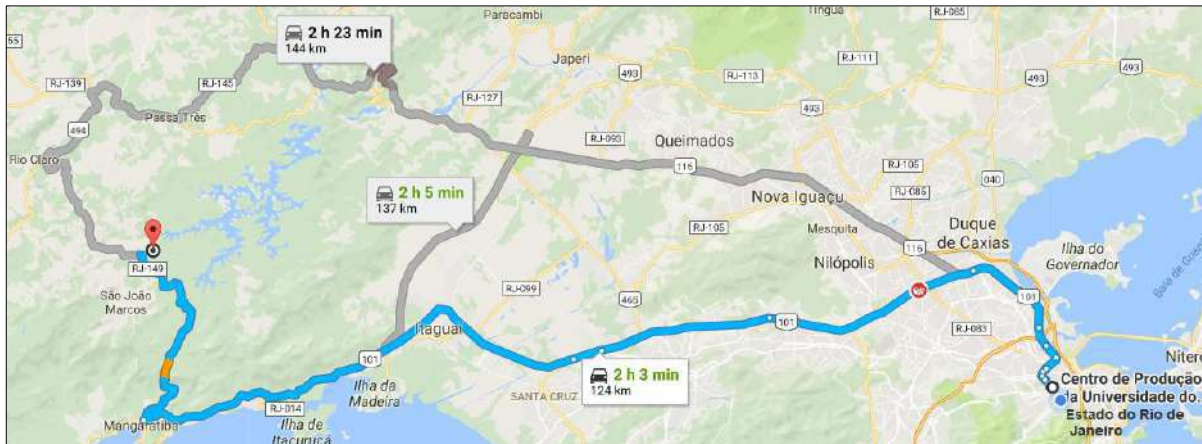 Paracambi
Tinguá
RJ-085
2 h 23 min
144 km
Japeri
RJ-111
493
RJ-113
493
RJ-139
RJ-145
RJ-127
493
Passa Três
494
RJ-093
Queimados
RJ-105
040
Rio Claro
116
RJ-085
2 h 5 min
137 km
Nova Iguaçu
Duque
de Caxias
Mesquita
RJ-105
Ilha do
Governador
116
RJ-149
Nilópolis
São João
Marcos
RJ-099
465
101
Itaguaí
101
RJ-083
101
2 h 3 min
124 km
Niterói
Ilha da
Madeira
SANTA CRUZ
Centro de Produção
da Universidade do
Estado do Rio de
Janeiro
RJ-014
Mangaratiba
Ilha de
Itacuruçá